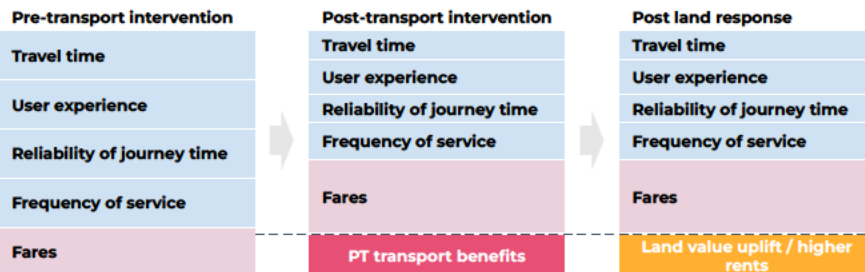 Pre-transport intervention
Travel time
User experience
Reliability of journey time
Frequency of service
Fares
Post-transport intervention
Travel time
User experience
Reliability of journey time
Frequency of service
Fares
PT transport benefits
Post land response
Travel time
User experience
Reliability of journey time
Frequency of service
Fares
Land value uplift / higher
rents